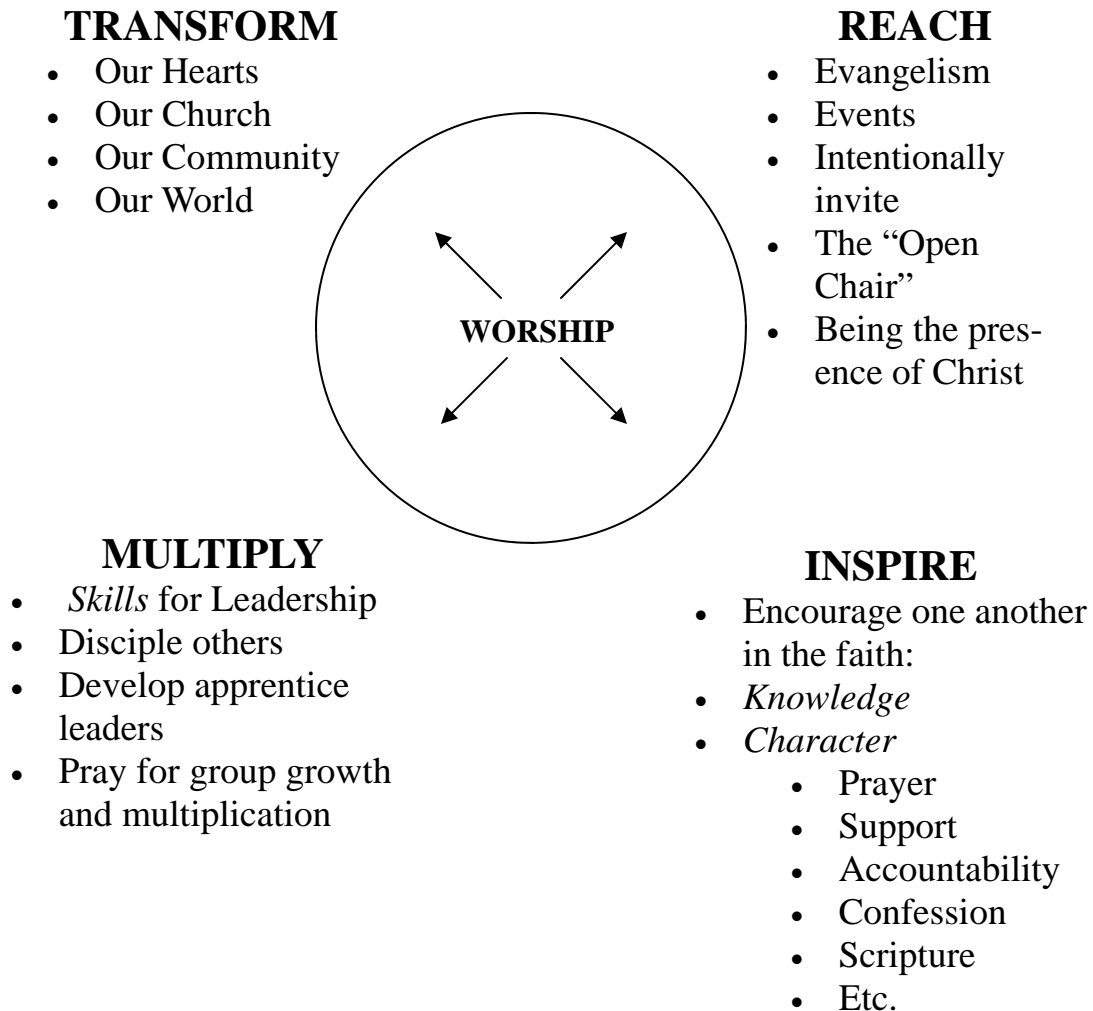 TRANSFORM
• Our Hearts
• Our Church
• Our Community
• Our World
REACH
• Evangelism
• Events
• Intentionally
invite
• The “Open
Chair”
• Being the pres-
ence of Christ
WORSHIP
MULTIPLY
• Skills for Leadership
• Disciple others
• Develop apprentice
leaders
• Pray for group growth
and multiplication
INSPIRE
• Encourage one another
in the faith:
• Knowledge
• Character
• Prayer
• Support
• Accountability
• Confession
• Scripture
• Etc.